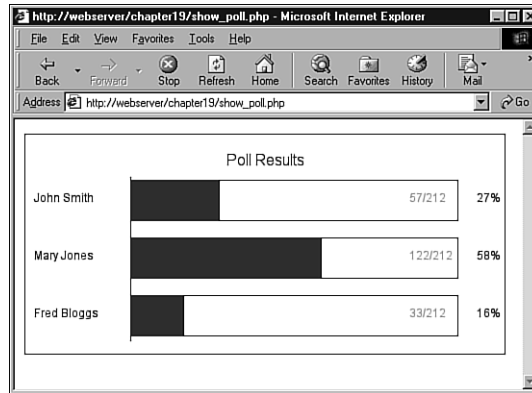 http://webserver/chapter19/show_poll.php - Microsoft Internet Explorer
File Edit View Favorites Tools Help
Back Forward Stop Refresh Home Search Favorites History Mail
Address http://webserver/chapter19/show_poll.php Go
Poll Results
John Smith 57/212 27%
Mary Jones 122/212 58%
Fred Bloggs 33/212 16%